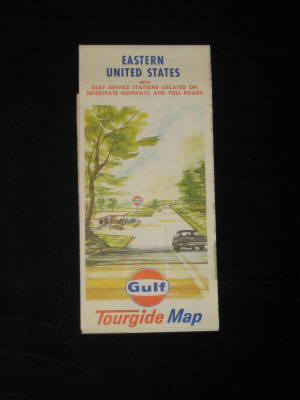 EASTERN
UNITED STATES
WITH
GULF SERVICE STATIONS LOCATED ON
INTERSTATE HIGHWAYS AND TOLL ROADS
Gulf
Tourgide Map